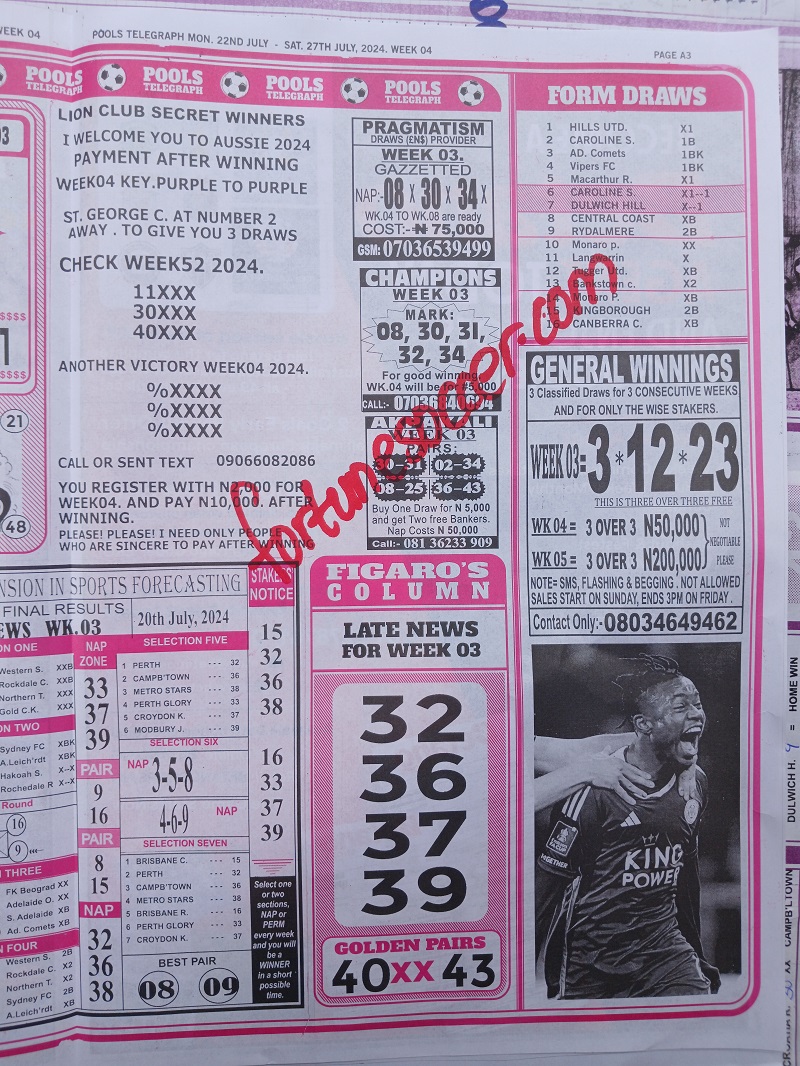 WEEK 04
POOLS TELEGRAPH MON. 22ND JULY - SAT. 27TH JULY, 2024. WEEK 04
PAGE A3
POOLS TELEGRAPH
POOLS TELEGRAPH
POOLS TELEGRAPH
POOLS TELEGRAPH
LION CLUB SECRET WINNERS
I WELCOME YOU TO AUSSIE 2024
PAYMENT AFTER WINNING
WEEK04 KEY.PURPLE TO PURPLE
ST. GEORGE C. AT NUMBER 2
AWAY . TO GIVE YOU 3 DRAWS
CHECK WEEK52 2024.
11XXX
30XXX
40XXX
ANOTHER VICTORY WEEK04 2024.
%XXXX
%XXXX
%XXXX
CALL OR SENT TEXT 09066082086
YOU REGISTER WITH N2,000 FOR
WEEK04. AND PAY N10,000. AFTER
WINNING.
PLEASE! PLEASE! I NEED ONLY PEOPLE
WHO ARE SINCERE TO PAY AFTER WINNING
21
48
PRAGMATISM
DRAWS (£N$) PROVIDER
WEEK 03.
GAZZETTED
NAP:-08 X 30 X 34 X
WK.04 TO WK.08 are ready
COST:-₦ 75,000
GSM: 07036539499
CHAMPIONS
WEEK 03
MARK:
08, 30, 31,
32, 34
For good winning
WK.04 will be for ₦5,000
CALL:-
WEEK 03
PAIRS:
30-31 02-34
08-25 36-43
Buy One Draw for N 5,000
and get Two free Bankers.
Nap Costs N 50,000
Call:- 081 36233 909
fortunesoccer.com
FORM DRAWS
1 HILLS UTD. X1
2 CAROLINE S. 1B
3 AD. Comets 1BK
4 Vipers FC 1BK
5 Macarthur R. X1
6 CAROLINE S. X1--1
7 DULWICH HILL X--1
8 CENTRAL COAST XB
9 RYDALMERE 2B
10 Monaro p. XX
11 Langwarrin X
12 Tugger Utd. XB
13 Bankstown c. X2
14 Monaro P. XB
15 KINGBOROUGH 2B
16 CANBERRA C. XB
GENERAL WINNINGS
3 Classified Draws for 3 CONSECUTIVE WEEKS
AND FOR ONLY THE WISE STAKERS.
WEEK 03= 3*12*23
THIS IS THREE OVER THREE FREE
WK 04 = 3 OVER 3 N50,000
WK 05 = 3 OVER 3 N200,000
NOT
NEGOTIABLE
PLEASE
NOTE= SMS, FLASHING & BEGGING . NOT ALLOWED
SALES START ON SUNDAY, ENDS 3PM ON FRIDAY .
Contact Only:-08034649462
NSION IN SPORTS FORECASTING
FINAL RESULTS
EWS WK.03
20th July, 2024
ON ONE
Western S. XXB
Rockdale C. XXB
Northern T. XXX
Gold C.K. XXX
ON TWO
Sydney FC XBK
A.Leich'rdt XBK
Hakoah S. X--X
Rochedale R X--X
Round
16
9
THREE
FK Beograd XX
Adelaide O. XX
S. Adelaide XB
Ad. Comets XB
N FOUR
Western S. 2B
Rockdale C. X2
Northern T. X2
Sydney FC 2B
A.Leich'rdt XB
NAP
ZONE
33
37
39
PAIR
9
16
PAIR
8
15
NAP
32
36
38
SELECTION FIVE
1 PERTH --- 32
2 CAMPB'TOWN --- 36
3 METRO STARS --- 38
4 PERTH GLORY --- 33
5 CROYDON K. --- 37
6 MODBURY J. --- 39
SELECTION SIX
NAP 3-5-8
4-6-9 NAP
SELECTION SEVEN
1 BRISBANE C. --- 15
2 PERTH --- 32
3 CAMPB'TOWN --- 36
4 METRO STARS --- 38
5 BRISBANE R. --- 16
6 PERTH GLORY --- 33
7 CROYDON K. --- 37
BEST PAIR
08 09
STAKERS'
NOTICE
15
32
36
38
16
33
37
39
Select one
or two
sections,
NAP or
PERM
every week
and you will
be a
WINNER
in a short
possible
time.
FIGARO'S
COLUMN
LATE NEWS
FOR WEEK 03
32
36
37
39
GOLDEN PAIRS
40XX43
KING
POWER
DULWICH H. 9 = HOME WIN
XX CAMPB'LTOWN